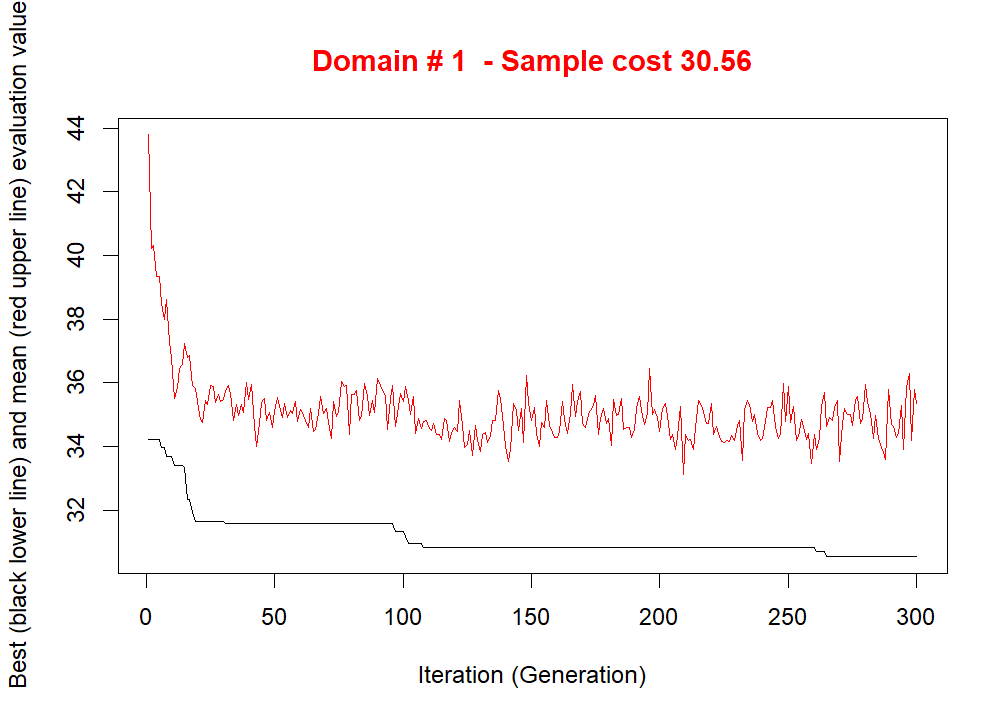 Domain # 1  - Sample cost 30.56
Best (black lower line) and mean (red upper line) evaluation value
44
42
40
38
36
34
32
0 50 100 150 200 250 300
Iteration (Generation)